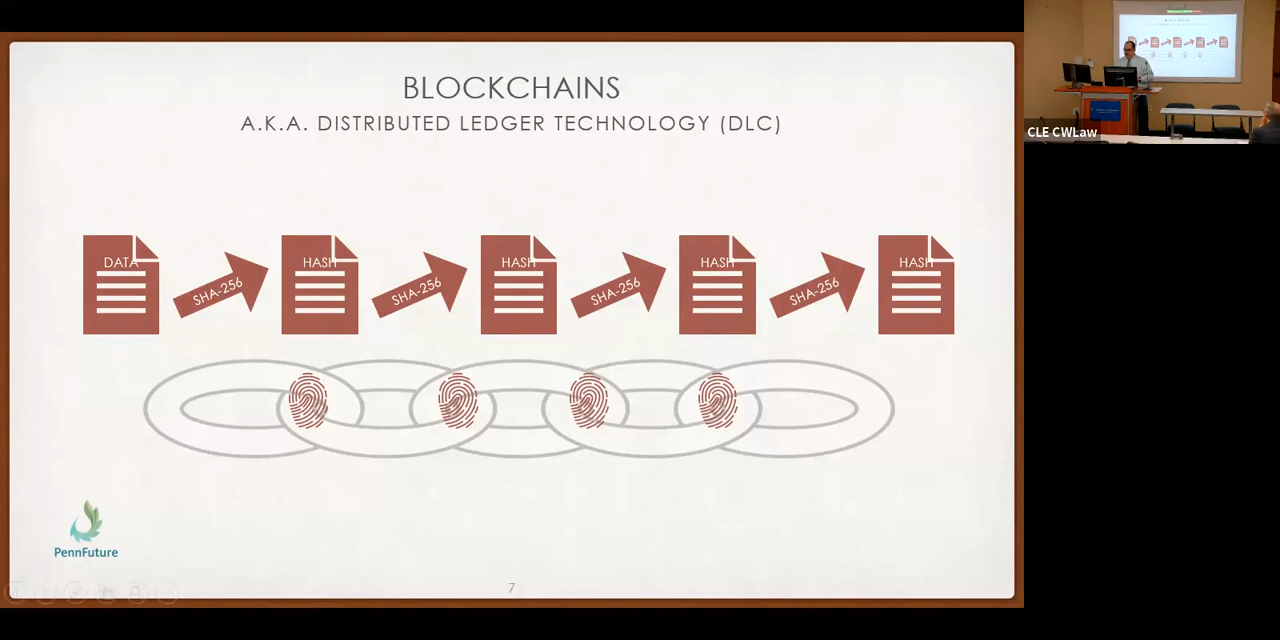 BLOCKCHAINS
A.K.A. DISTRIBUTED LEDGER TECHNOLOGY (DLC)
DATA
SHA-256
HASH
SHA-256
HASH
SHA-256
HASH
SHA-256
HASH
PennFuture
7
CLE CWLaw